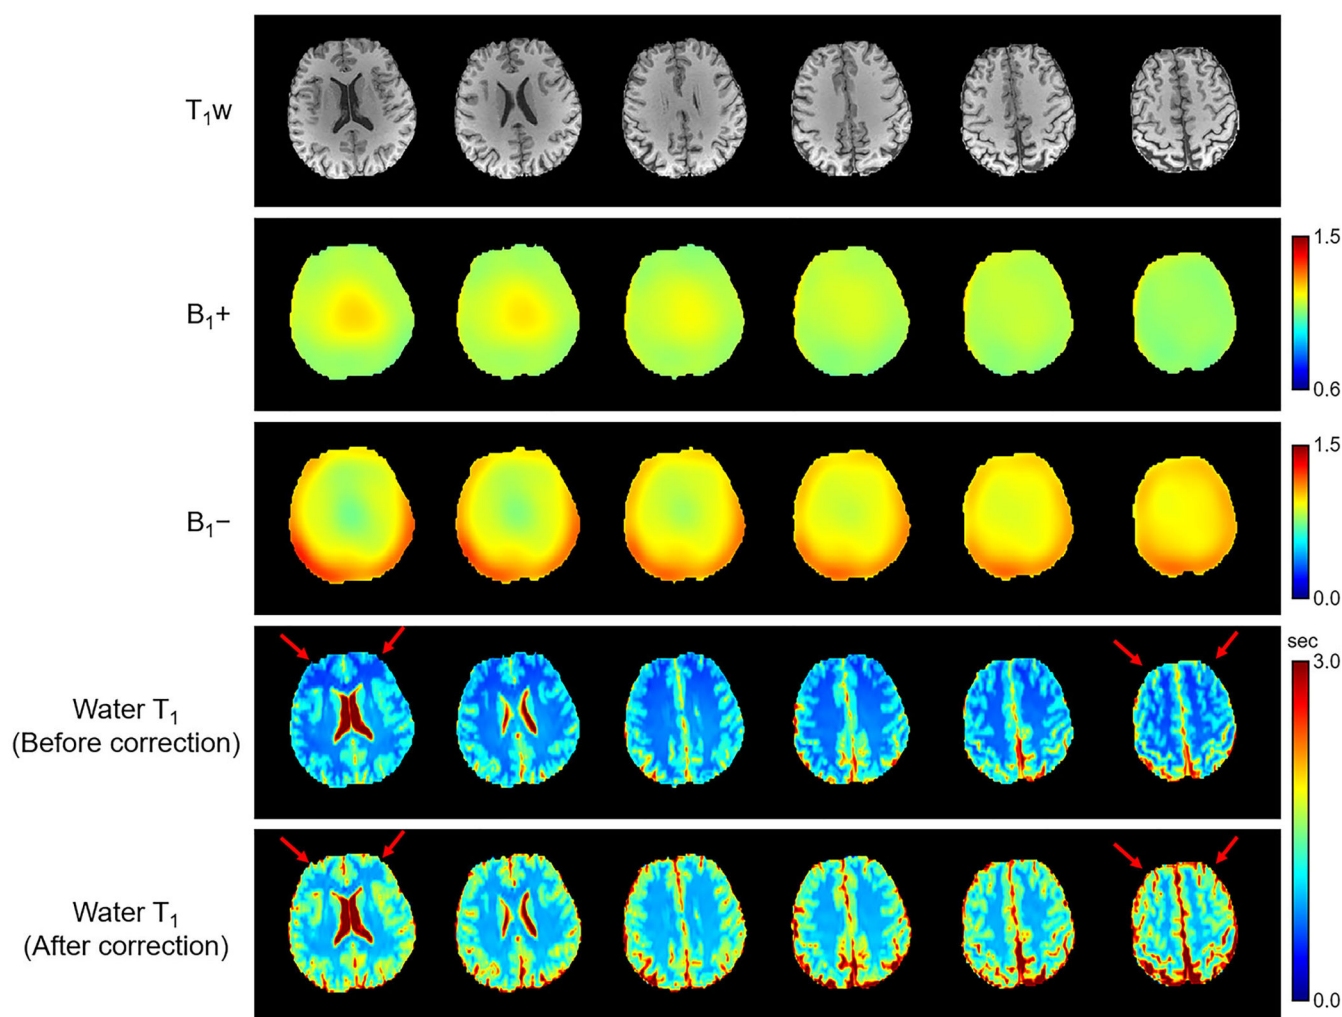 T₁w
B₁+
1.5
0.6
B₁−
1.5
0.0
Water T₁
(Before correction)
sec
3.0
Water T₁
(After correction)
0.0